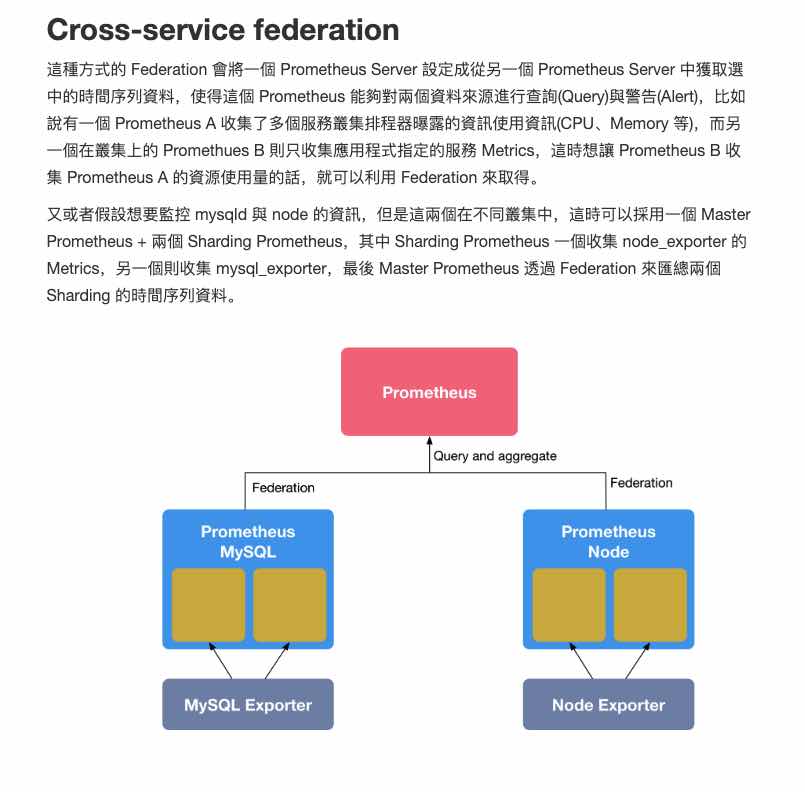 Cross-service federation
這種方式的 Federation 會將一個 Prometheus Server 設定成從另一個 Prometheus Server 中獲取選
中的時間序列資料，使得這個 Prometheus 能夠對兩個資料來源進行查詢(Query)與警告(Alert)，比如
說有一個 Prometheus A 收集了多個服務叢集排程器曝露的資訊使用資訊(CPU、Memory 等)，而另
一個在叢集上的 Promethues B 則只收集應用程式指定的服務 Metrics，這時想讓 Prometheus B 收
集 Prometheus A 的資源使用量的話，就可以利用 Federation 來取得。
又或者假設想要監控 mysqld 與 node 的資訊，但是這兩個在不同叢集中，這時可以採用一個 Master
Prometheus + 兩個 Sharding Prometheus，其中 Sharding Prometheus 一個收集 node_exporter 的
Metrics，另一個則收集 mysql_exporter，最後 Master Prometheus 透過 Federation 來匯總兩個
Sharding 的時間序列資料。
Prometheus
Query and aggregate
Federation
Federation
Prometheus
MySQL
Prometheus
Node
MySQL Exporter
Node Exporter